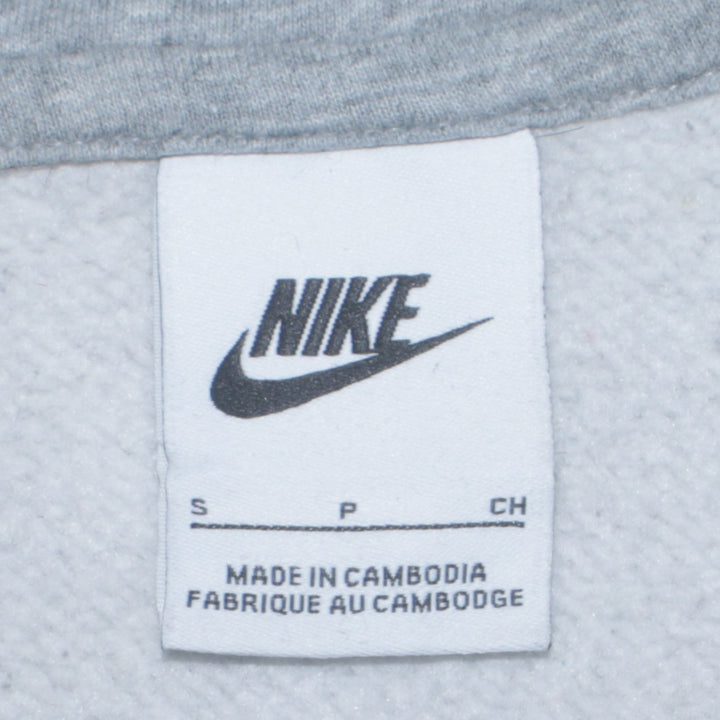 NIKE
S P CH
MADE IN CAMBODIA
FABRIQUE AU CAMBODGE